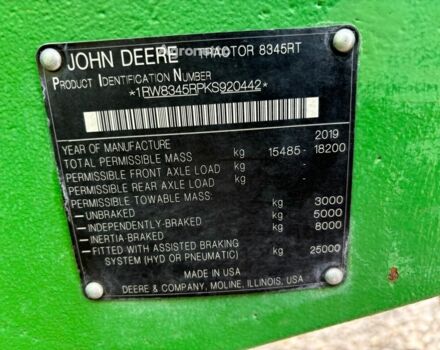 JOHN DEERE TRACTOR 8345RT
PRODUCT IDENTIFICATION NUMBER
*1RW8345RPKS920442*
YEAR OF MANUFACTURE 2019
TOTAL PERMISSIBLE MASS kg 15485 - 18200
PERMISSIBLE FRONT AXLE LOAD kg -
PERMISSIBLE REAR AXLE LOAD kg -
PERMISSIBLE TOWABLE MASS:
-UNBRAKED kg 3000
-INDEPENDENTLY-BRAKED kg 5000
-INERTIA BRAKED kg 8000
-FITTED WITH ASSISTED BRAKING
SYSTEM (HYD OR PNEUMATIC) kg 25000
MADE IN USA
DEERE & COMPANY, MOLINE, ILLINOIS, USA